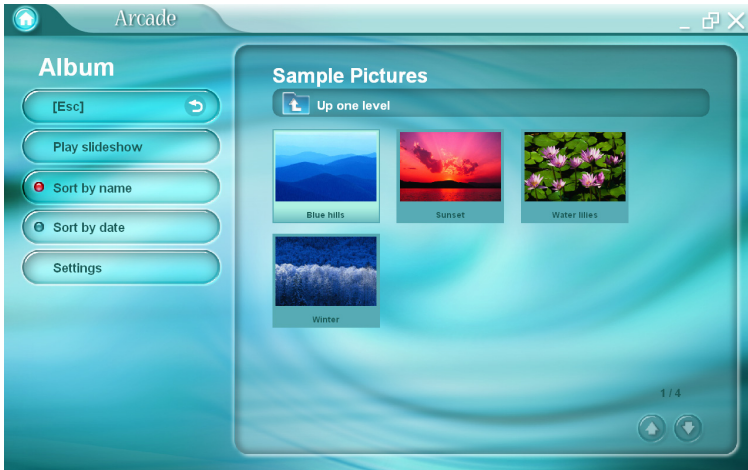 Arcade
Album
[Esc]
Play slideshow
Sort by name
Sort by date
Settings
Sample Pictures
Up one level
Blue hills
Sunset
Water lilies
Winter
1 / 4